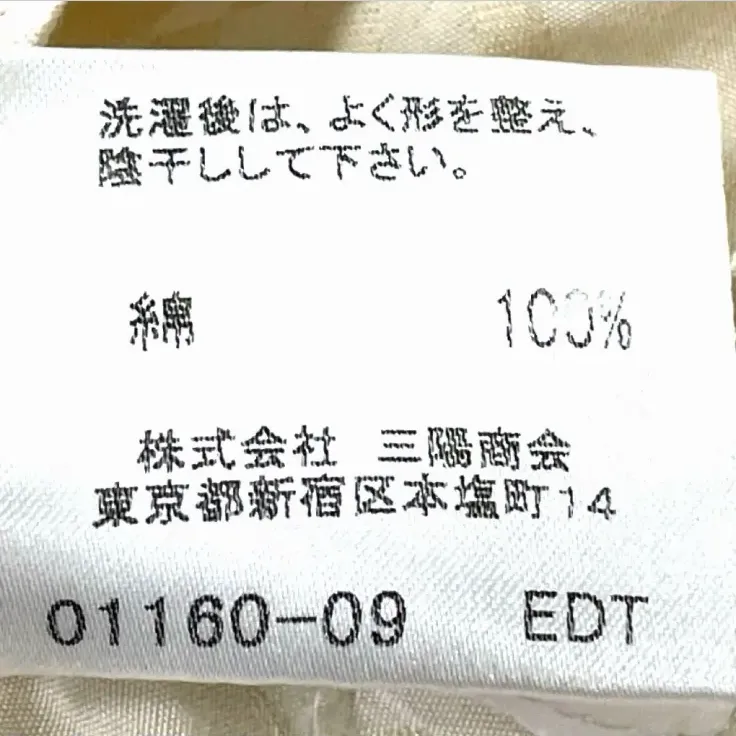 洗濯後は、よく形を整え、
陰干ししして下さい。
綿 100%
株式会社 三陽商会
東京都新宿区本塩町14
01160-09 EDT